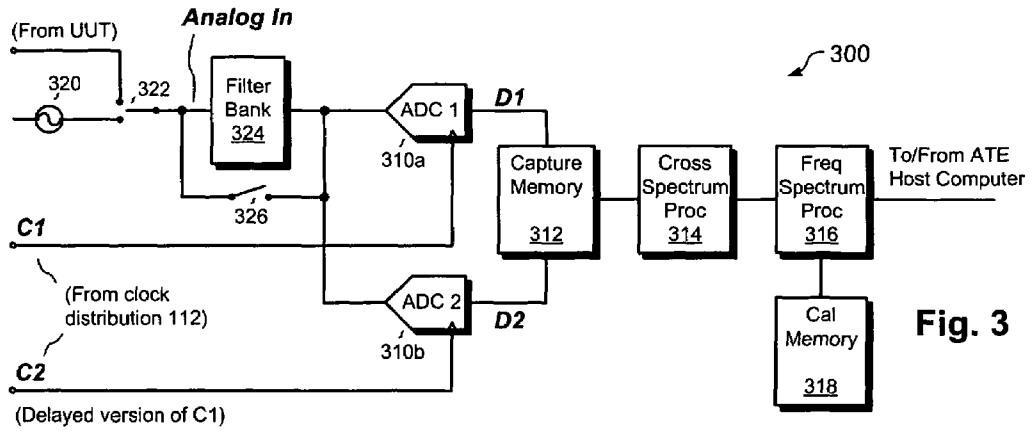 (From UUT)
Analog In
300
320
322
Filter
Bank
324
ADC 1
D1
310a
Capture
Memory
312
Cross
Spectrum
Proc
314
Freq
Spectrum
Proc
316
To/From ATE
Host Computer
326
C1
(From clock
distribution 112)
ADC 2
D2
310b
Cal
Memory
318
Fig. 3
C2
(Delayed version of C1)